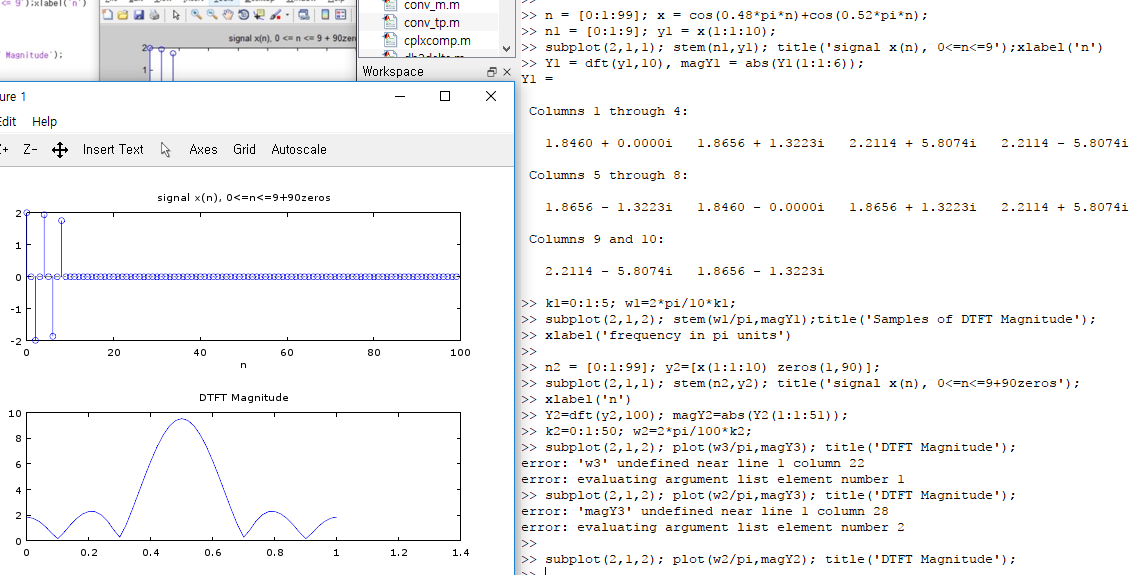 <= 9');xlabel('n')
Magnitude');
signal x(n), 0 <= n <= 9 + 90zer
2
1
conv_m.m
conv_tp.m
cplxcomp.m
Workspace
ure 1
Edit Help
Z+ Z- Insert Text Axes Grid Autoscale
signal x(n), 0<=n<=9+90zeros
2
1
0
-1
-2
0 20 40 60 80 100
n
DTFT Magnitude
10
8
6
4
2
0
0 0.2 0.4 0.6 0.8 1 1.2 1.4
>>
>> n = [0:1:99]; x = cos(0.48*pi*n)+cos(0.52*pi*n);
>> n1 = [0:1:9]; y1 = x(1:1:10);
>> subplot(2,1,1); stem(n1,y1); title('signal x(n), 0<=n<=9');xlabel('n')
>> Y1 = dft(y1,10), magY1 = abs(Y1(1:1:6));
Y1 =
Columns 1 through 4:
1.8460 + 0.0000i 1.8656 + 1.3223i 2.2114 + 5.8074i 2.2114 - 5.8074i
Columns 5 through 8:
1.8656 - 1.3223i 1.8460 - 0.0000i 1.8656 + 1.3223i 2.2114 + 5.8074i
Columns 9 and 10:
2.2114 - 5.8074i 1.8656 - 1.3223i
>> k1=0:1:5; w1=2*pi/10*k1;
>> subplot(2,1,2); stem(w1/pi,magY1);title('Samples of DTFT Magnitude');
>> xlabel('frequency in pi units')
>>
>> n2 = [0:1:99]; y2=[x(1:1:10) zeros(1,90)];
>> subplot(2,1,1); stem(n2,y2); title('signal x(n), 0<=n<=9+90zeros');
>> xlabel('n')
>> Y2=dft(y2,100); magY2=abs(Y2(1:1:51));
>> k2=0:1:50; w2=2*pi/100*k2;
>> subplot(2,1,2); plot(w3/pi,magY3); title('DTFT Magnitude');
error: 'w3' undefined near line 1 column 22
error: evaluating argument list element number 1
>> subplot(2,1,2); plot(w2/pi,magY3); title('DTFT Magnitude');
error: 'magY3' undefined near line 1 column 28
error: evaluating argument list element number 2
>>
>> subplot(2,1,2); plot(w2/pi,magY2); title('DTFT Magnitude');
>>